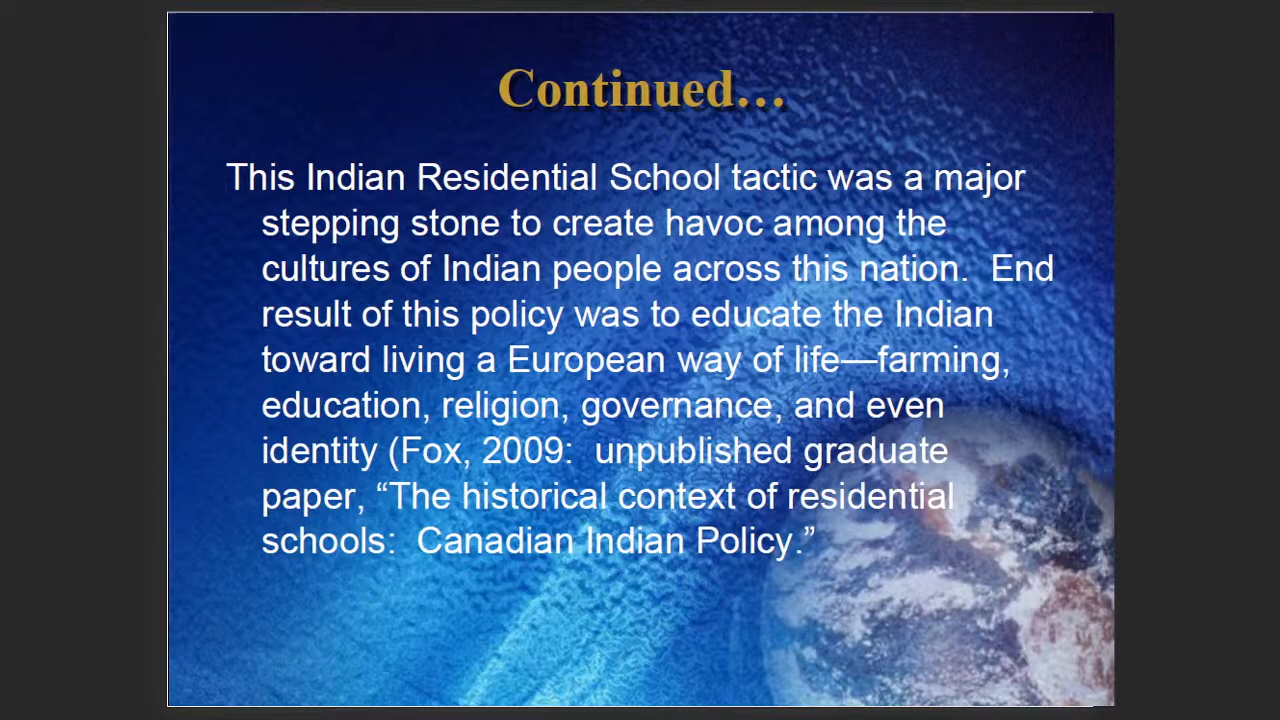 Continued…
This Indian Residential School tactic was a major
stepping stone to create havoc among the
cultures of Indian people across this nation.  End
result of this policy was to educate the Indian
toward living a European way of life—farming,
education, religion, governance, and even
identity (Fox, 2009:  unpublished graduate
paper, “The historical context of residential
schools:  Canadian Indian Policy.”